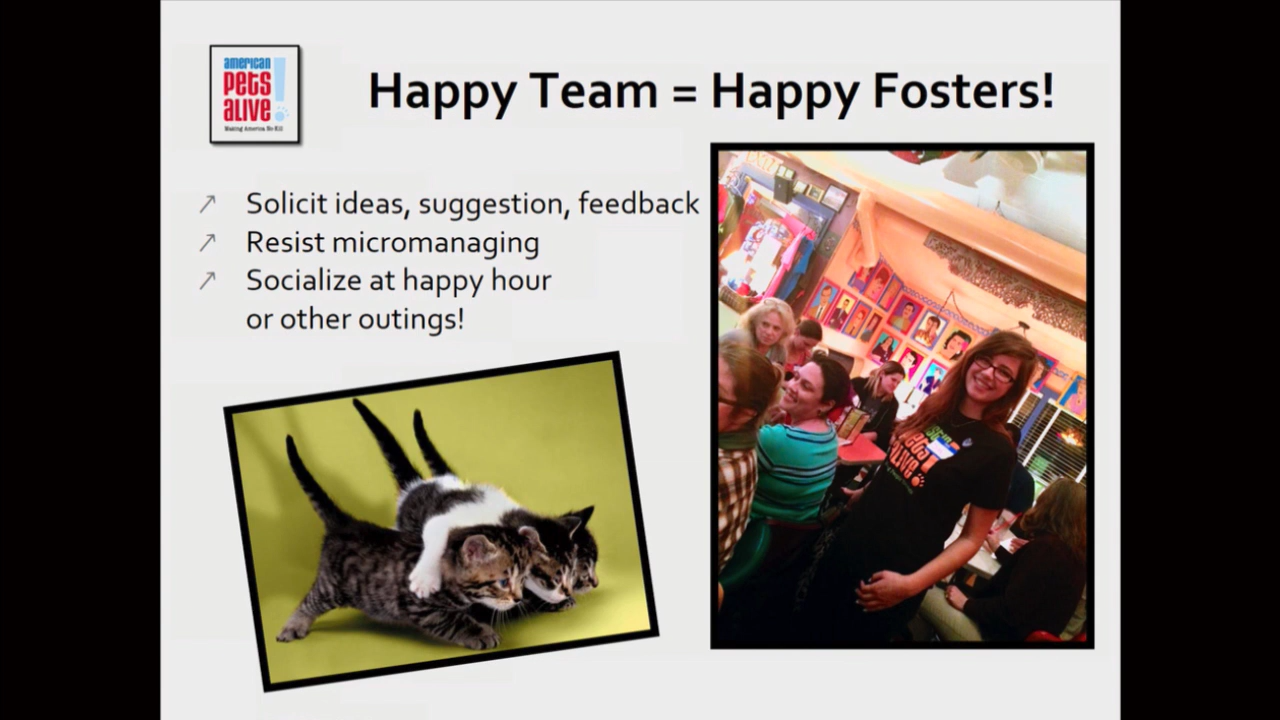 american
PETS
ALIVE!
Making America No Kill
Happy Team = Happy Fosters!
Solicit ideas, suggestion, feedback
Resist micromanaging
Socialize at happy hour
or other outings!
ALIVE